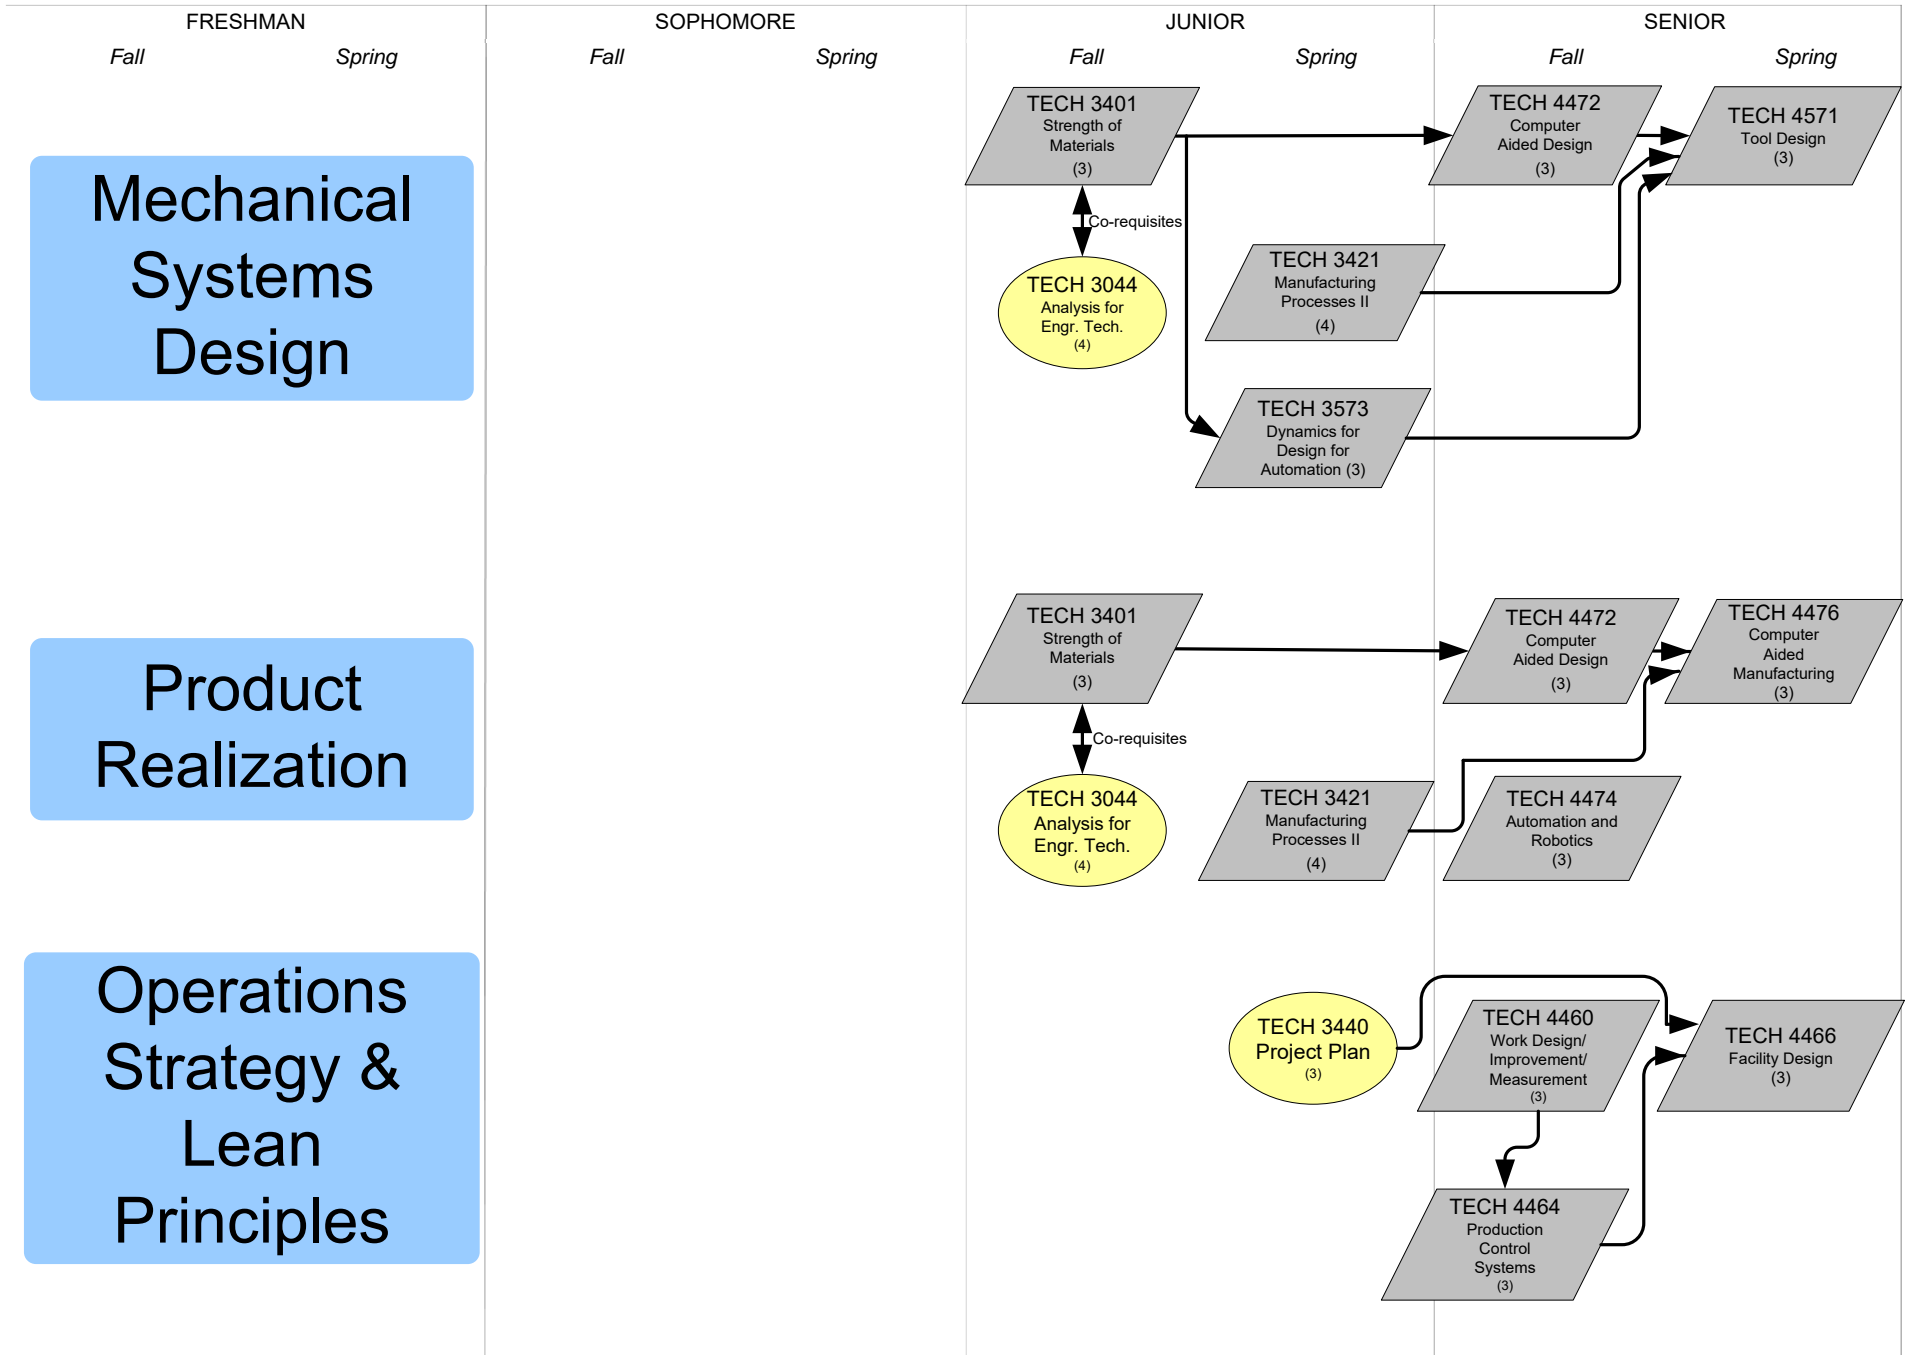 FRESHMAN
SOPHOMORE
JUNIOR
SENIOR
Fall
Spring
Fall
Spring
Fall
Spring
Fall
Spring
Mechanical
Systems
Design
TECH 3401
Strength of
Materials
(3)
Co-requisites
TECH 3044
Analysis for
Engr. Tech.
(4)
TECH 3421
Manufacturing
Processes II
(4)
TECH 3573
Dynamics for
Design for
Automation (3)
TECH 4472
Computer
Aided Design
(3)
TECH 4571
Tool Design
(3)
Product
Realization
TECH 3401
Strength of
Materials
(3)
Co-requisites
TECH 3044
Analysis for
Engr. Tech.
(4)
TECH 3421
Manufacturing
Processes II
(4)
TECH 4472
Computer
Aided Design
(3)
TECH 4474
Automation and
Robotics
(3)
TECH 4476
Computer
Aided
Manufacturing
(3)
Operations
Strategy &
Lean
Principles
TECH 3440
Project Plan
(3)
TECH 4460
Work Design/
Improvement/
Measurement
(3)
TECH 4464
Production
Control
Systems
(3)
TECH 4466
Facility Design
(3)